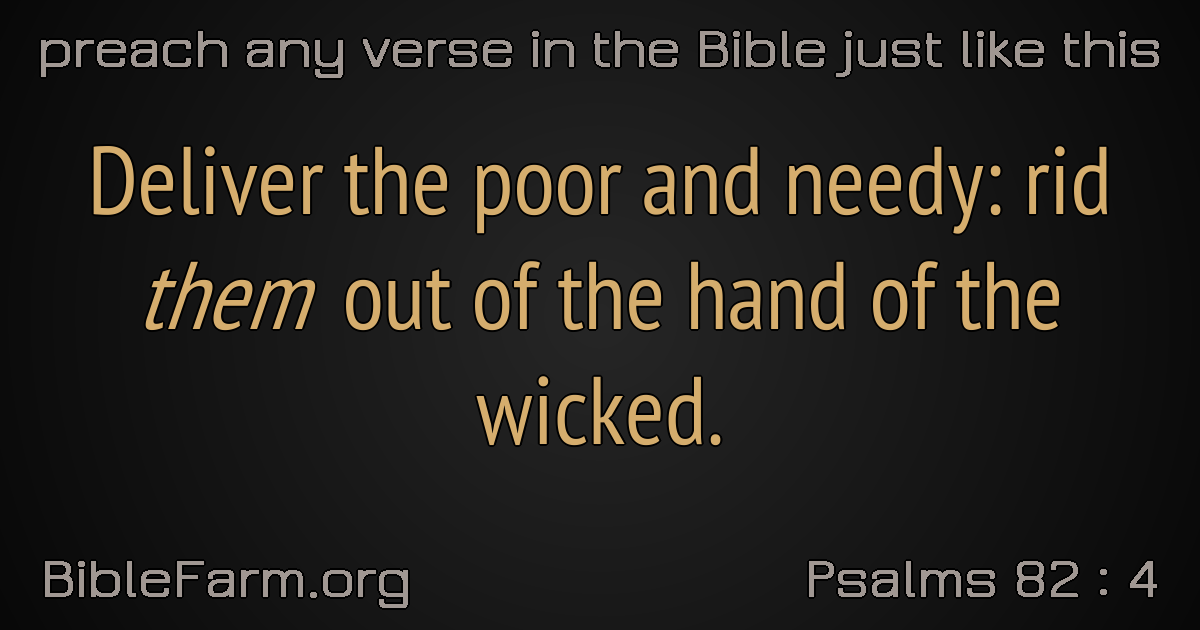 preach any verse in the Bible just like this
Deliver the poor and needy: rid
them out of the hand of the
wicked.
BibleFarm.org
Psalms 82 : 4